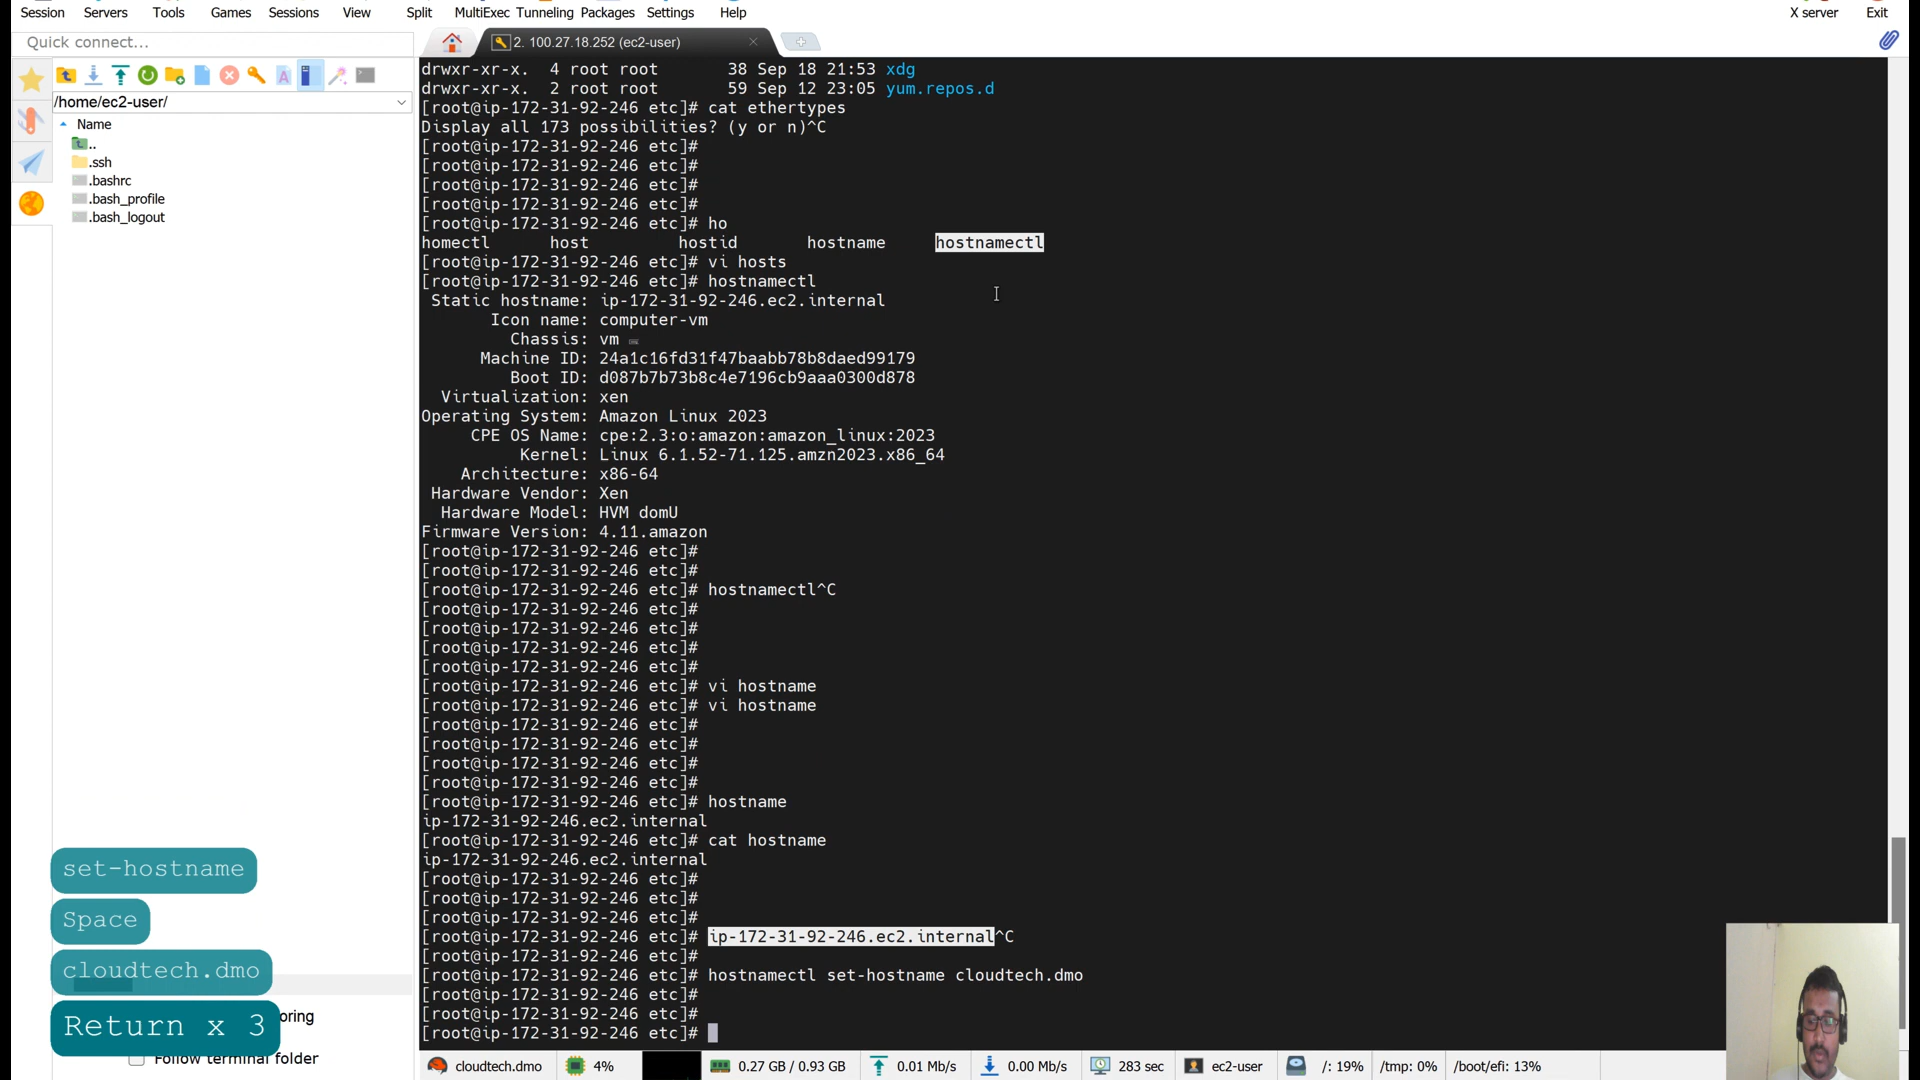 Session Servers Tools Games Sessions View Split MultiExec Tunneling Packages Settings Help X server Exit
Quick connect...
2. 100.27.18.252 (ec2-user)
/home/ec2-user/
Name
..
.ssh
.bashrc
.bash_profile
.bash_logout
drwxr-xr-x. 4 root root 38 Sep 18 21:53 xdg
drwxr-xr-x. 2 root root 59 Sep 12 23:05 yum.repos.d
[root@ip-172-31-92-246 etc]# cat ethertypes
Display all 173 possibilities? (y or n)^C
[root@ip-172-31-92-246 etc]#
[root@ip-172-31-92-246 etc]#
[root@ip-172-31-92-246 etc]#
[root@ip-172-31-92-246 etc]#
[root@ip-172-31-92-246 etc]# ho
homectl host hostid hostname hostnamectl
[root@ip-172-31-92-246 etc]# vi hosts
[root@ip-172-31-92-246 etc]# hostnamectl
Static hostname: ip-172-31-92-246.ec2.internal
Icon name: computer-vm
Chassis: vm
Machine ID: 24a1c16fd31f47baabb78b8daed99179
Boot ID: d087b7b73b8c4e7196cb9aaa0300d878
Virtualization: xen
Operating System: Amazon Linux 2023
CPE OS Name: cpe:2.3:o:amazon:amazon_linux:2023
Kernel: Linux 6.1.52-71.125.amzn2023.x86_64
Architecture: x86-64
Hardware Vendor: Xen
Hardware Model: HVM domU
Firmware Version: 4.11.amazon
[root@ip-172-31-92-246 etc]#
[root@ip-172-31-92-246 etc]#
[root@ip-172-31-92-246 etc]# hostnamectl^C
[root@ip-172-31-92-246 etc]#
[root@ip-172-31-92-246 etc]#
[root@ip-172-31-92-246 etc]#
[root@ip-172-31-92-246 etc]#
[root@ip-172-31-92-246 etc]# vi hostname
[root@ip-172-31-92-246 etc]# vi hostname
[root@ip-172-31-92-246 etc]#
[root@ip-172-31-92-246 etc]#
[root@ip-172-31-92-246 etc]#
[root@ip-172-31-92-246 etc]#
[root@ip-172-31-92-246 etc]# hostname
ip-172-31-92-246.ec2.internal
[root@ip-172-31-92-246 etc]# cat hostname
ip-172-31-92-246.ec2.internal
[root@ip-172-31-92-246 etc]#
[root@ip-172-31-92-246 etc]#
[root@ip-172-31-92-246 etc]#
[root@ip-172-31-92-246 etc]# ip-172-31-92-246.ec2.internal^C
[root@ip-172-31-92-246 etc]#
[root@ip-172-31-92-246 etc]# hostnamectl set-hostname cloudtech.dmo
[root@ip-172-31-92-246 etc]#
[root@ip-172-31-92-246 etc]#
[root@ip-172-31-92-246 etc]#
set-hostname
Space
cloudtech.dmo
Return x 3
oring
Follow terminal folder
cloudtech.dmo 4% 0.27 GB / 0.93 GB 0.01 Mb/s 0.00 Mb/s 283 sec ec2-user /: 19% /tmp: 0% /boot/efi: 13%